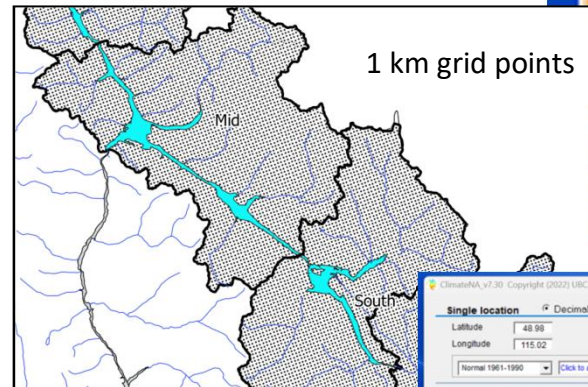 1 km grid points
Mid
South
ClimateNA_v7.30 Copyright (2022) UBC
Single location Decimal
Latitude 48.98
Longitude 115.02
Normal 1961-1990 Click to